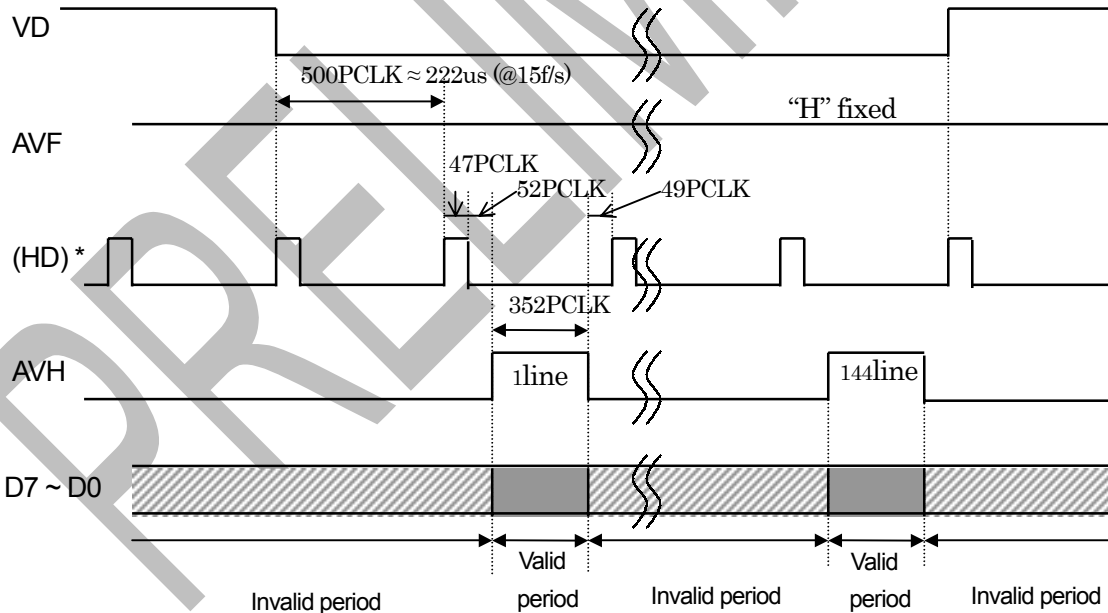 VD
500PCLK ≈ 222us (@15f/s)
"H" fixed
AVF
47PCLK
52PCLK
49PCLK
(HD) *
352PCLK
AVH
1line
144line
D7 ~ D0
Valid period
Valid period
Invalid period
Invalid period
Invalid period
PRELIM